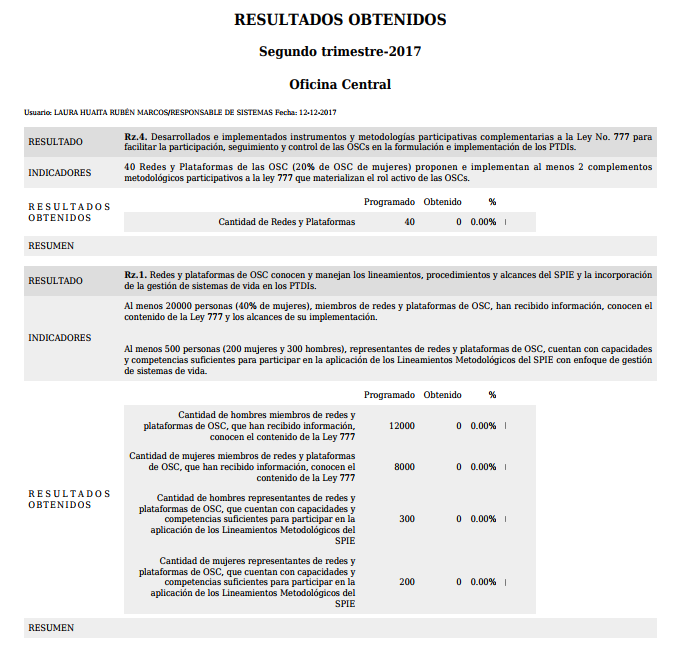 RESULTADOS OBTENIDOS
Segundo trimestre-2017
Oficina Central
Usuario: LAURA HUAITA RUBÉN MARCOS/RESPONSABLE DE SISTEMAS Fecha: 12-12-2017
RESULTADO
Rz.4. Desarrollados e implementados instrumentos y metodologías participativas complementarias a la Ley No. 777 para
facilitar la participación, seguimiento y control de las OSCs en la formulación e implementación de los PTDIs.
INDICADORES
40 Redes y Plataformas de las OSC (20% de OSC de mujeres) proponen e implementan al menos 2 complementos
metodológicos participativos a la ley 777 que materializan el rol activo de las OSCs.
RESULTADOS
OBTENIDOS
Programado Obtenido %
Cantidad de Redes y Plataformas 40 0 0.00%
RESUMEN
RESULTADO
Rz.1. Redes y plataformas de OSC conocen y manejan los lineamientos, procedimientos y alcances del SPIE y la incorporación
de la gestión de sistemas de vida en los PTDIs.
INDICADORES
Al menos 20000 personas (40% de mujeres), miembros de redes y plataformas de OSC, han recibido información, conocen el
contenido de la Ley 777 y los alcances de su implementación.
Al menos 500 personas (200 mujeres y 300 hombres), representantes de redes y plataformas de OSC, cuentan con capacidades
y competencias suficientes para participar en la aplicación de los Lineamientos Metodológicos del SPIE con enfoque de gestión
de sistemas de vida.
RESULTADOS
OBTENIDOS
Programado Obtenido %
Cantidad de hombres miembros de redes y
plataformas de OSC, que han recibido información, 12000 0 0.00%
conocen el contenido de la Ley 777
Cantidad de mujeres miembros de redes y plataformas
de OSC, que han recibido información, conocen el 8000 0 0.00%
contenido de la Ley 777
Cantidad de hombres representantes de redes y
plataformas de OSC, que cuentan con capacidades y
competencias suficientes para participar en la 300 0 0.00%
aplicación de los Lineamientos Metodológicos del
SPIE
Cantidad de mujeres representantes de redes y
plataformas de OSC, que cuentan con capacidades y
competencias suficientes para participar en la 200 0 0.00%
aplicación de los Lineamientos Metodológicos del
SPIE
RESUMEN